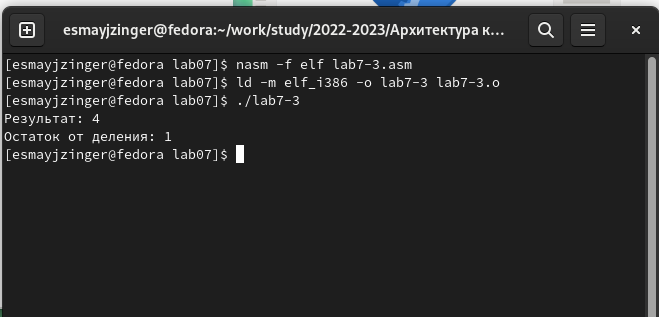 esmayjzinger@fedora:~/work/study/2022-2023/Архитектура к...
[esmayjzinger@fedora lab07]$ nasm -f elf lab7-3.asm
[esmayjzinger@fedora lab07]$ ld -m elf_i386 -o lab7-3 lab7-3.o
[esmayjzinger@fedora lab07]$ ./lab7-3
Результат: 4
Остаток от деления: 1
[esmayjzinger@fedora lab07]$